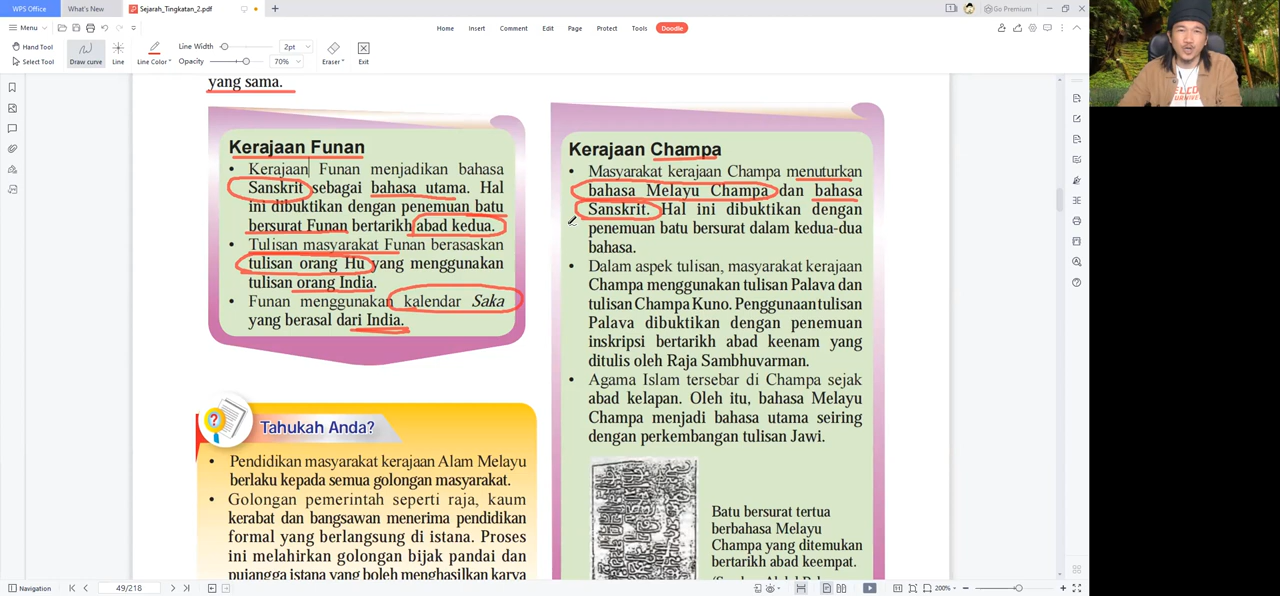 WPS Office
What's New
Sejarah_Tingkatan_2.pdf
Go Premium
Menu
Home
Insert
Comment
Edit
Page
Protect
Tools
Doodle
Hand Tool
Select Tool
Draw curve
Line
Line Color
Line Width
2pt
Opacity
70%
Eraser
Exit
yang sama.
Kerajaan Funan
• Kerajaan Funan menjadikan bahasa
Sanskrit sebagai bahasa utama. Hal
ini dibuktikan dengan penemuan batu
bersurat Funan bertarikh abad kedua.
• Tulisan masyarakat Funan berasaskan
tulisan orang Hu yang menggunakan
tulisan orang India.
• Funan menggunakan kalendar Saka
yang berasal dari India.
Tahukah Anda?
• Pendidikan masyarakat kerajaan Alam Melayu
berlaku kepada semua golongan masyarakat.
• Golongan pemerintah seperti raja, kaum
kerabat dan bangsawan menerima pendidikan
formal yang berlangsung di istana. Proses
ini melahirkan golongan bijak pandai dan
pujangga istana yang boleh menghasilkan karya
Kerajaan Champa
• Masyarakat kerajaan Champa menuturkan
bahasa Melayu Champa dan bahasa
Sanskrit. Hal ini dibuktikan dengan
penemuan batu bersurat dalam kedua-dua
bahasa.
• Dalam aspek tulisan, masyarakat kerajaan
Champa menggunakan tulisan Palava dan
tulisan Champa Kuno. Penggunaan tulisan
Palava dibuktikan dengan penemuan
inskripsi bertarikh abad keenam yang
ditulis oleh Raja Sambhuvarman.
• Agama Islam tersebar di Champa sejak
abad kelapan. Oleh itu, bahasa Melayu
Champa menjadi bahasa utama seiring
dengan perkembangan tulisan Jawi.
Batu bersurat tertua
berbahasa Melayu
Champa yang ditemukan
bertarikh abad keempat.
Navigation
49/218
200%